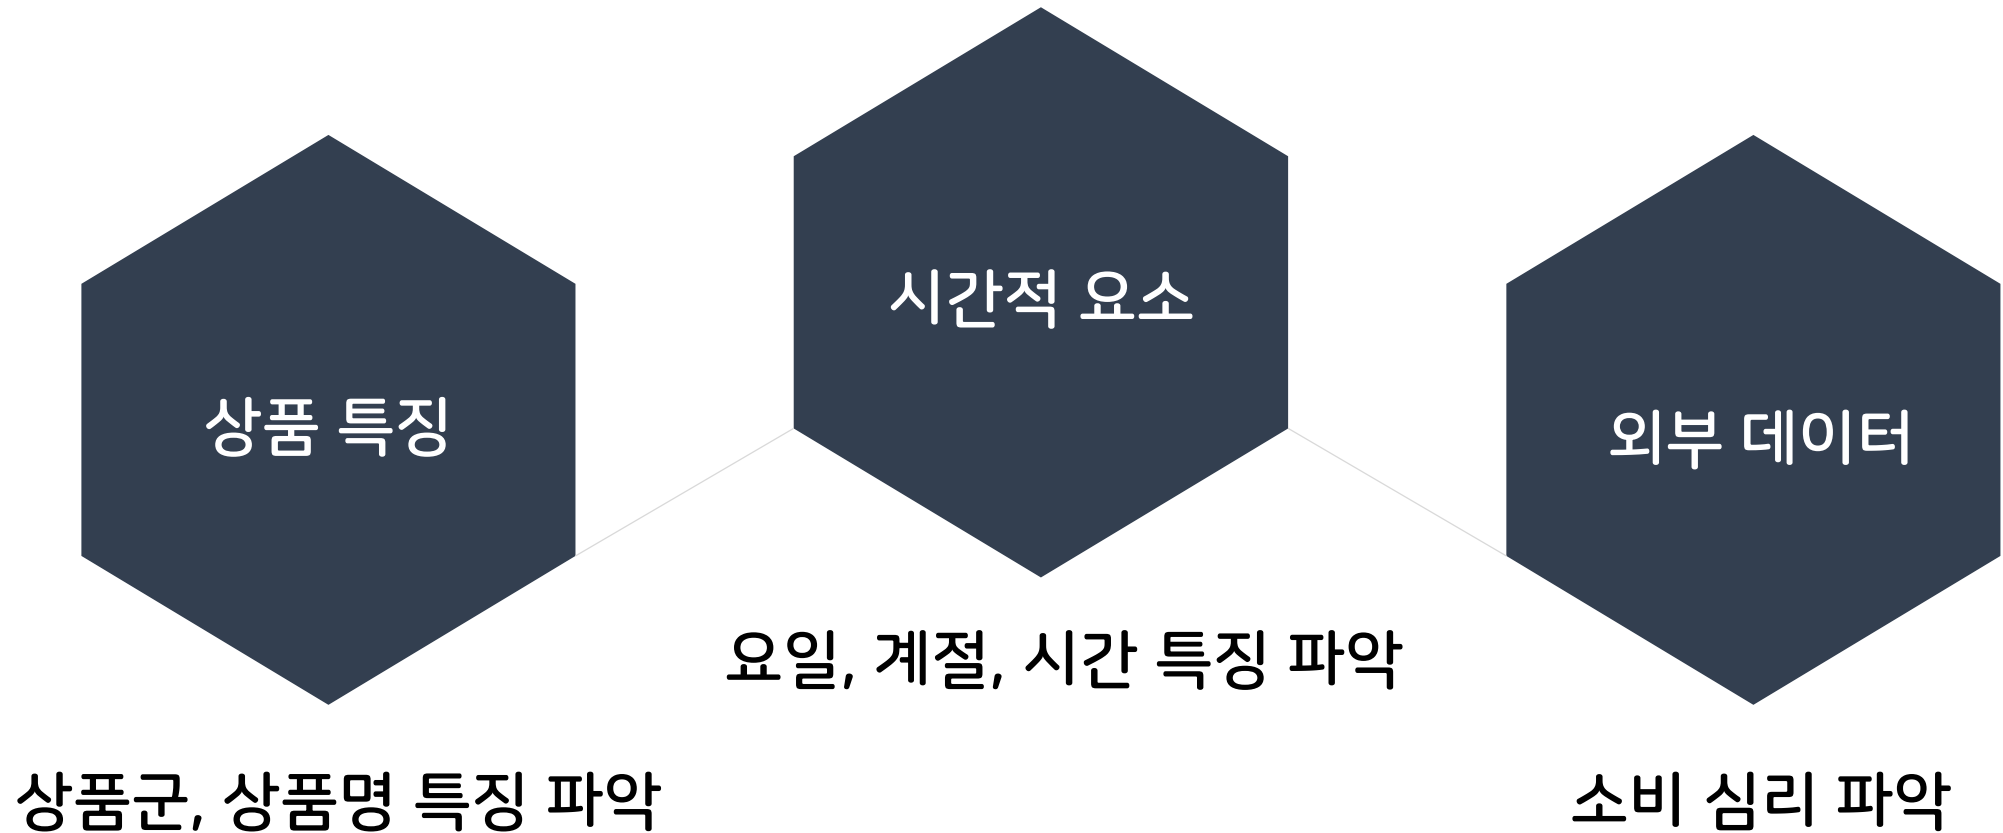 상품 특징
상품군, 상품명 특징 파악
시간적 요소
요일, 계절, 시간 특징 파악
외부 데이터
소비 심리 파악